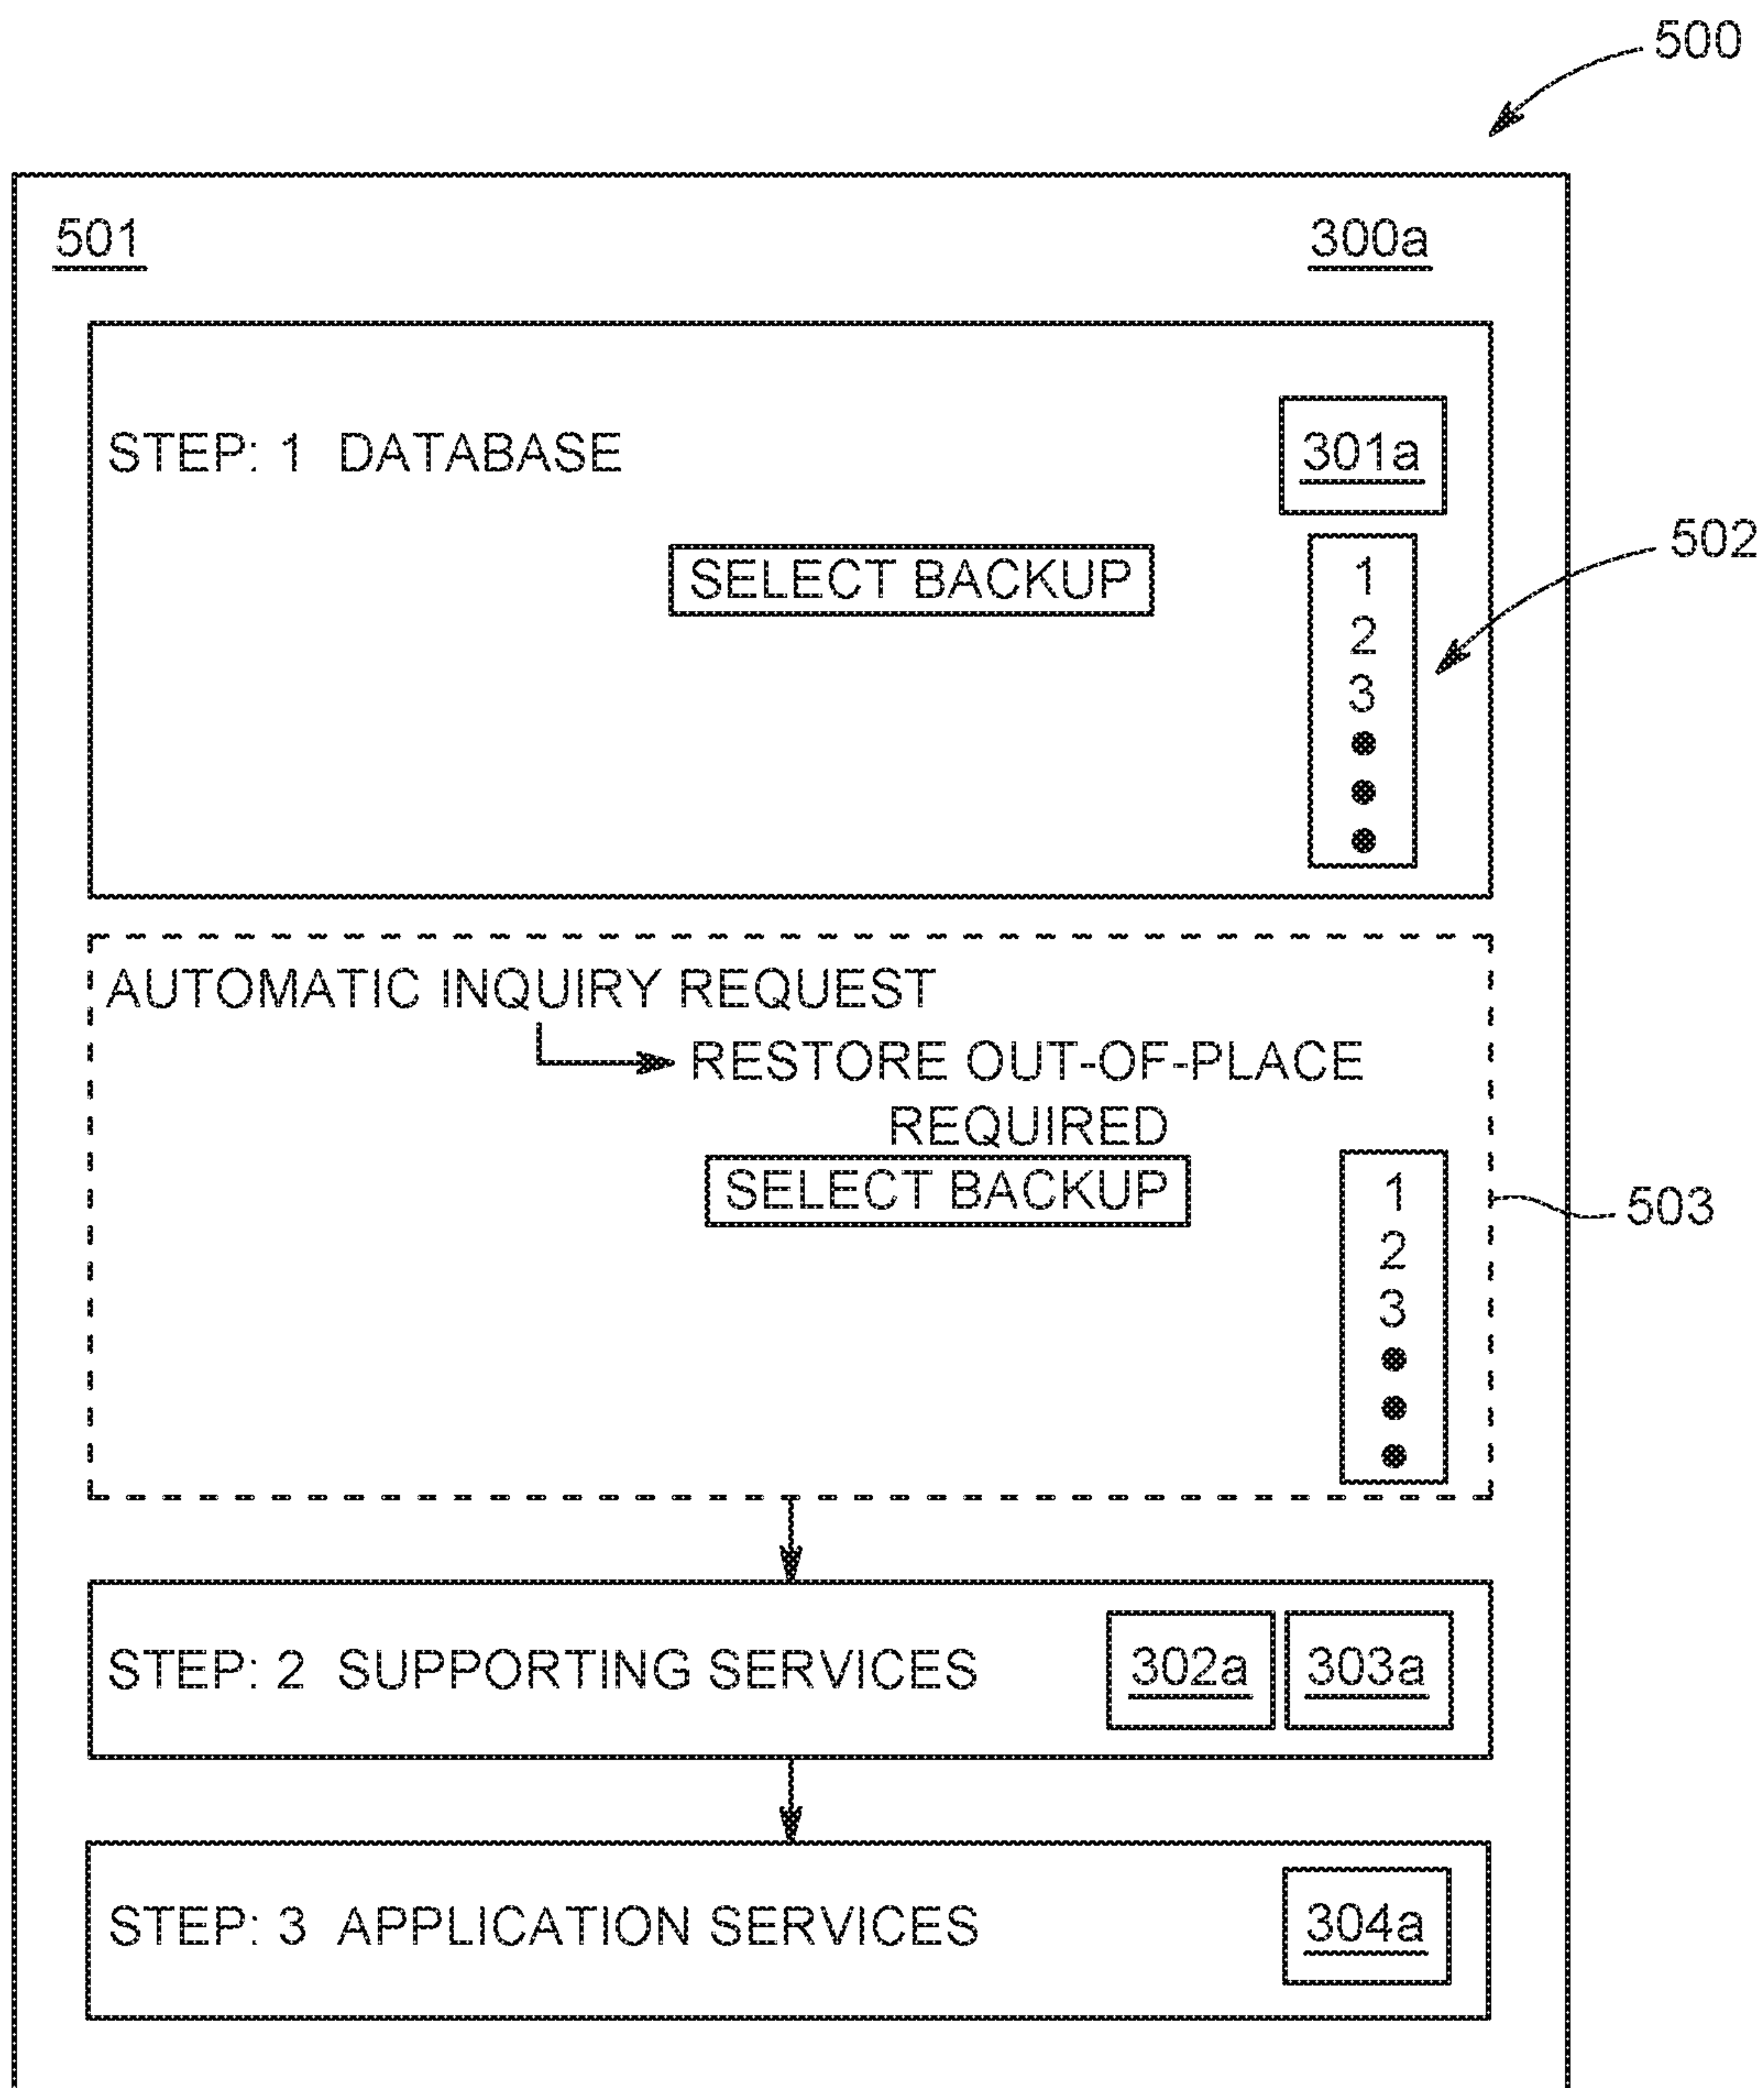 500
501 300a
STEP: 1 DATABASE 301a
502
SELECT BACKUP
1
2
3
AUTOMATIC INQUIRY REQUEST
RESTORE OUT-OF-PLACE
REQUIRED
SELECT BACKUP
1
2
3
503
STEP: 2 SUPPORTING SERVICES 302a 303a
STEP: 3 APPLICATION SERVICES 304a